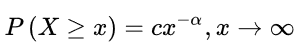 P(X ≥ x) = cx^{-α}, x → ∞